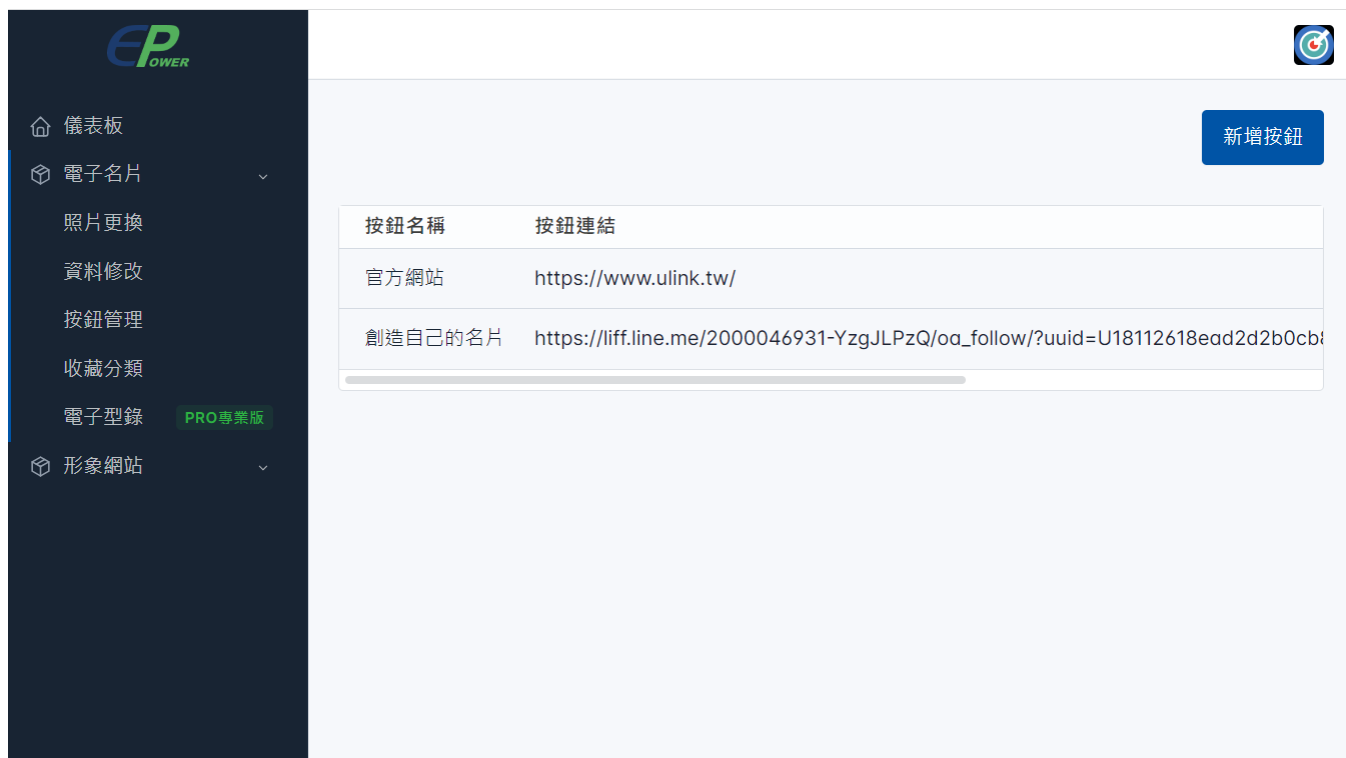 EPOWER
儀表板
電子名片
照片更換
資料修改
按鈕管理
收藏分類
電子型錄 PRO專業版
形象網站
新增按鈕
按鈕名稱 按鈕連結
官方網站 https://www.ulink.tw/
創造自己的名片 https://liff.line.me/2000046931-YzgJLPzQ/oa_follow/?uuid=U18112618ead2d2b0cb8